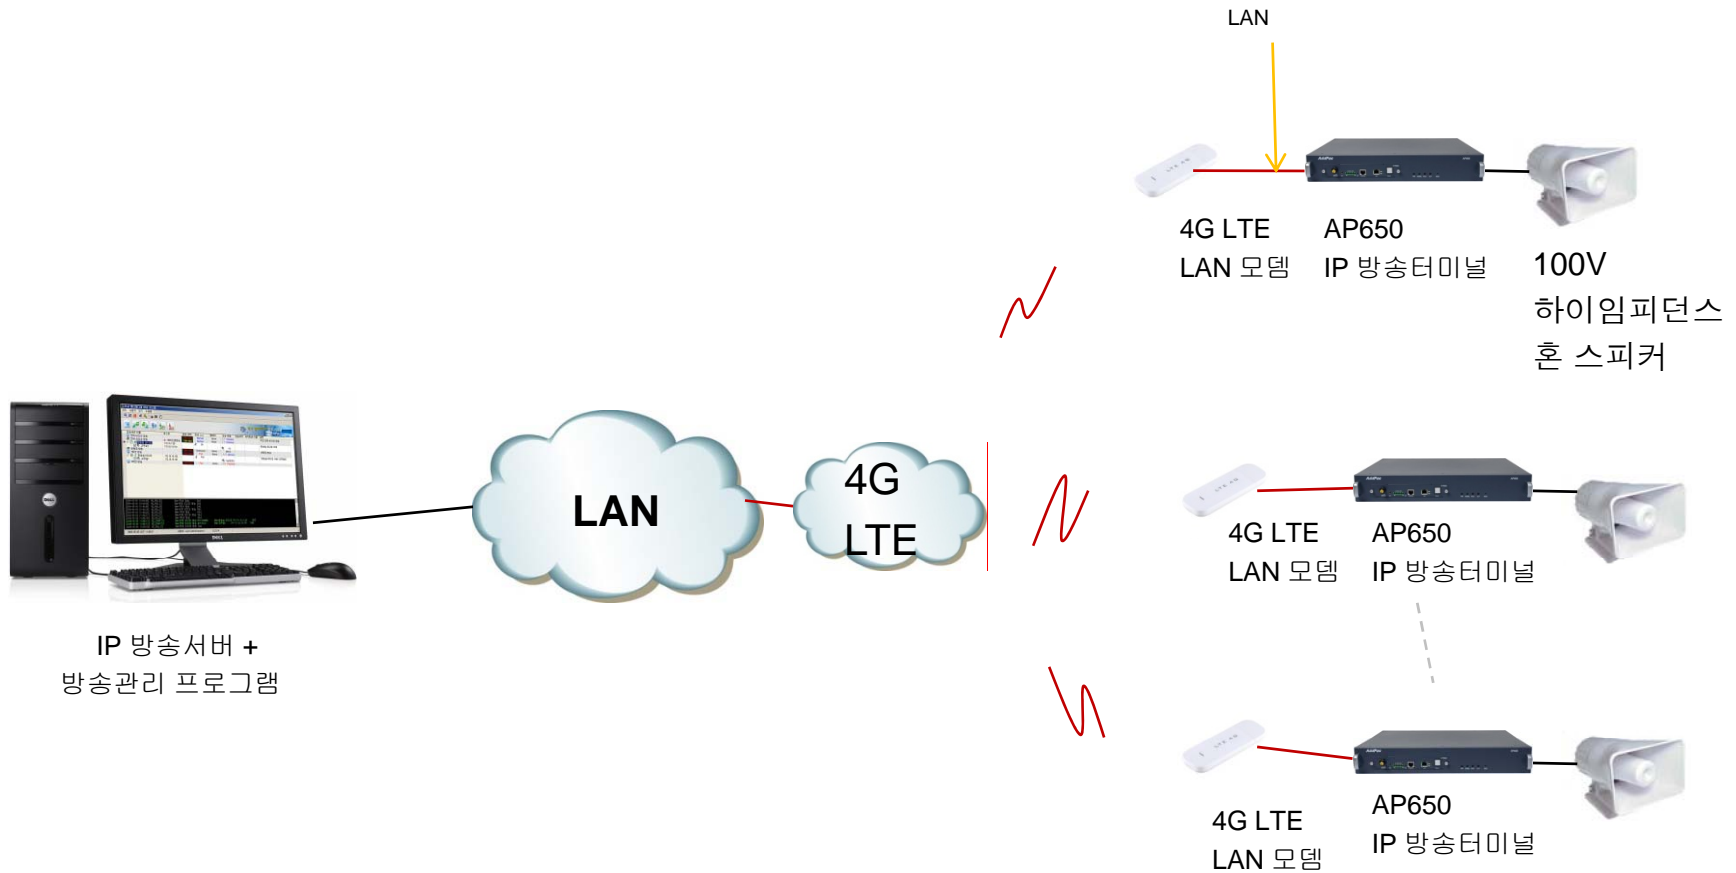 LAN
4G LTE
LAN 모뎀
AP650
IP 방송터미널
100V
하이임피던스
혼 스피커
LAN
4G
LTE
4G LTE
LAN 모뎀
AP650
IP 방송터미널
IP 방송서버 +
방송관리 프로그램
4G LTE
LAN 모뎀
AP650
IP 방송터미널